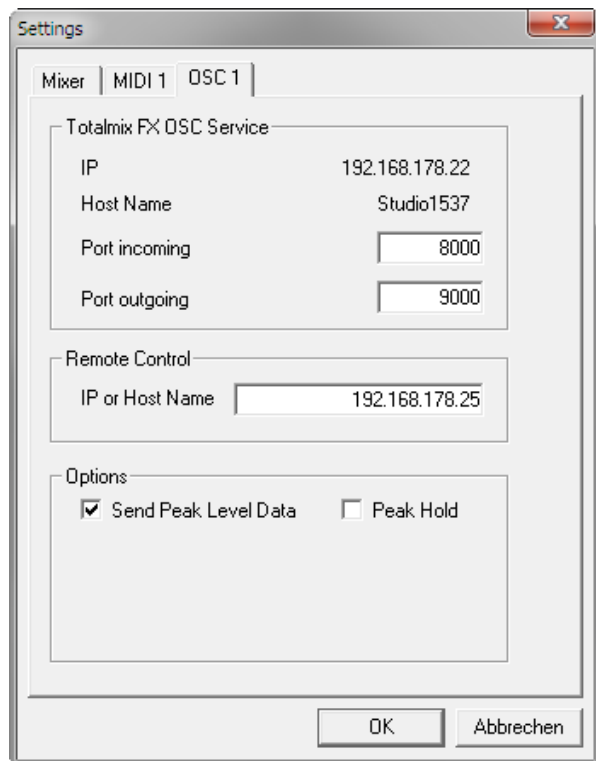 Settings
Mixer MIDI 1 OSC 1
Totalmix FX OSC Service
IP 192.168.178.22
Host Name Studio1537
Port incoming 8000
Port outgoing 9000
Remote Control
IP or Host Name 192.168.178.25
Options
Send Peak Level Data Peak Hold
OK Abbrechen